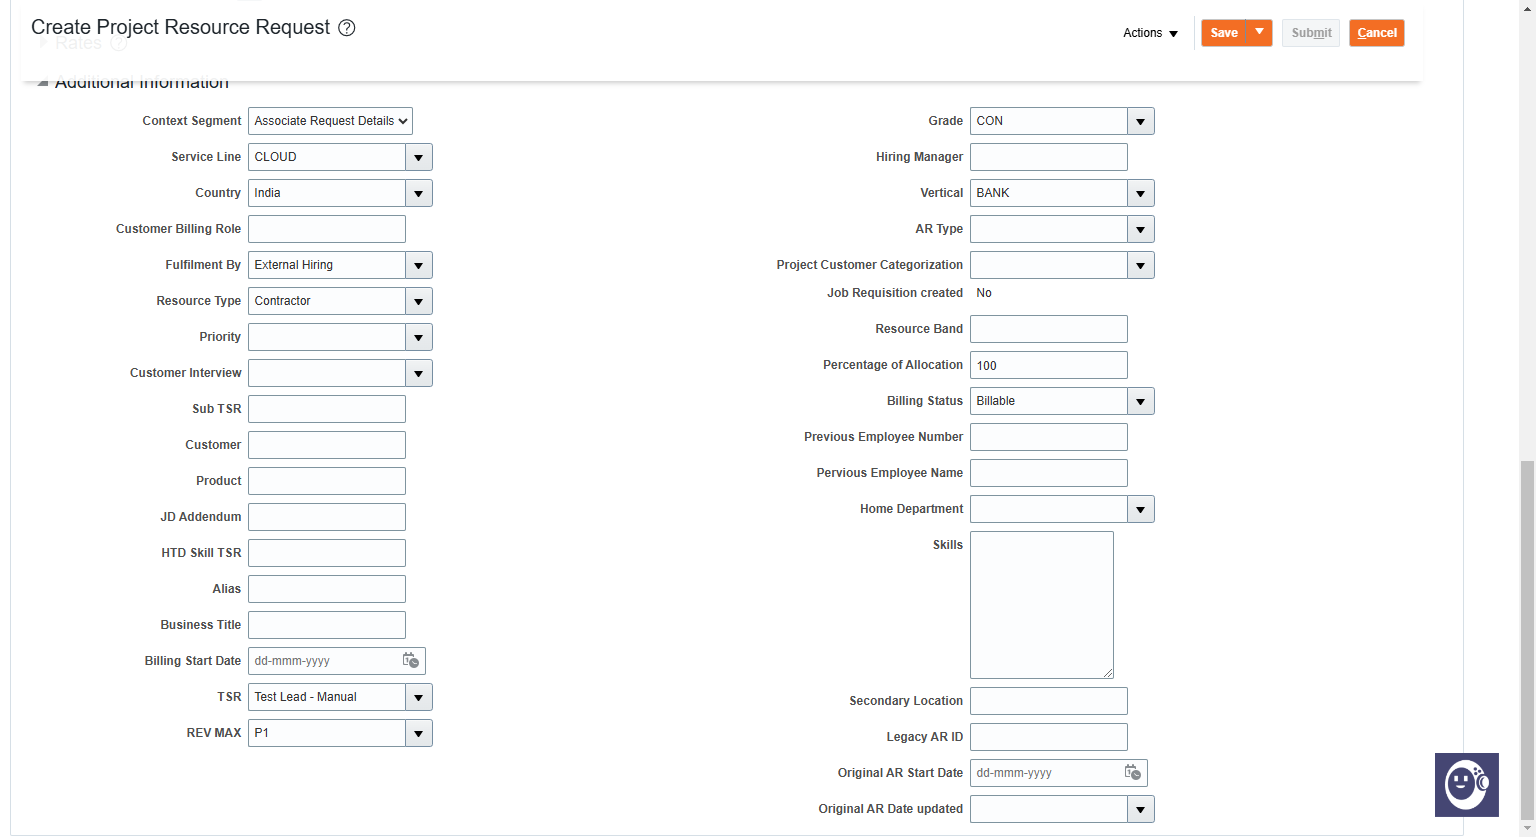 Create Project Resource Request ?
Actions
Save
Submit
Cancel
Rates ?
Additional Information
Context Segment Associate Request Details
Service Line CLOUD
Country India
Customer Billing Role
Fulfilment By External Hiring
Resource Type Contractor
Priority
Customer Interview
Sub TSR
Customer
Product
JD Addendum
HTD Skill TSR
Alias
Business Title
Billing Start Date dd-mmm-yyyy
TSR Test Lead - Manual
REV MAX P1
Grade CON
Hiring Manager
Vertical BANK
AR Type
Project Customer Categorization
Job Requisition created No
Resource Band
Percentage of Allocation 100
Billing Status Billable
Previous Employee Number
Pervious Employee Name
Home Department
Skills
Secondary Location
Legacy AR ID
Original AR Start Date dd-mmm-yyyy
Original AR Date updated